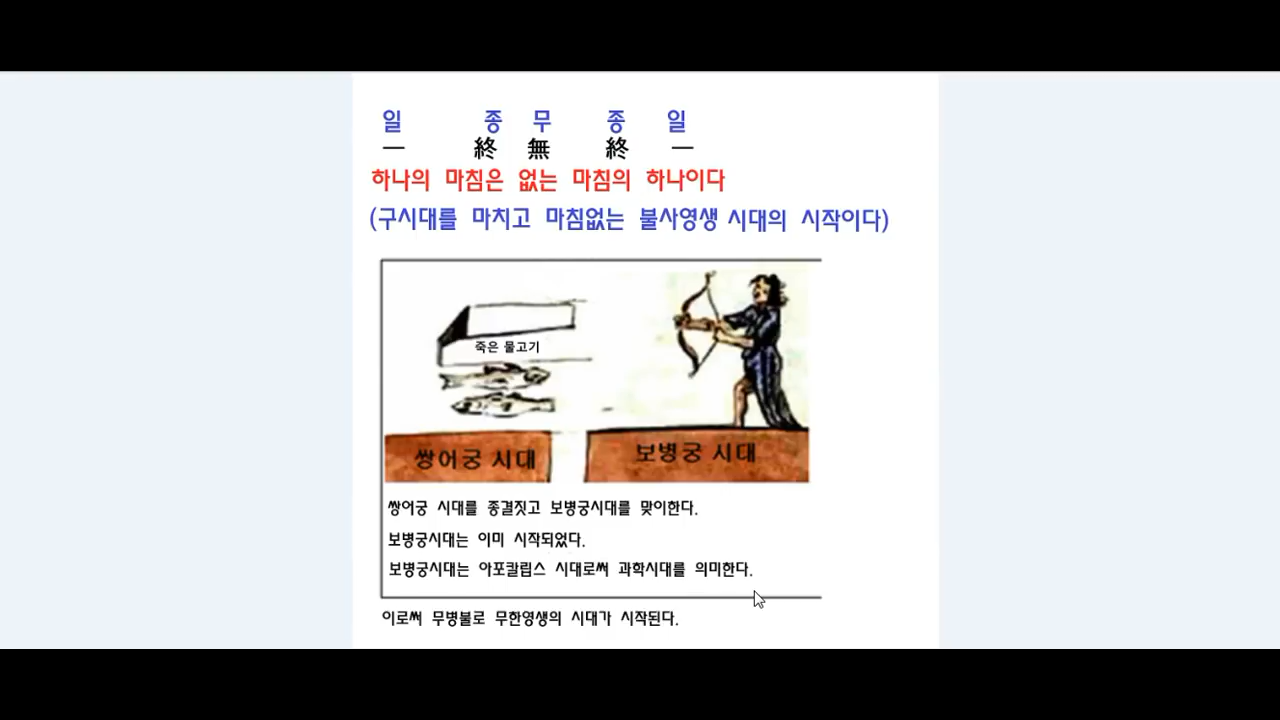 일 종 무 종 일
一 終 無 終 一
하나의 마침은 없는 마침의 하나이다
(구시대를 마치고 마침없는 불사영생 시대의 시작이다)
죽은 물고기
쌍어궁 시대
보병궁 시대
쌍어궁 시대를 종결짓고 보병궁시대를 맞이한다.
보병궁시대는 이미 시작되었다.
보병궁시대는 아포칼립스 시대로써 과학시대를 의미한다.
이로써 무병불로 무한영생의 시대가 시작된다.